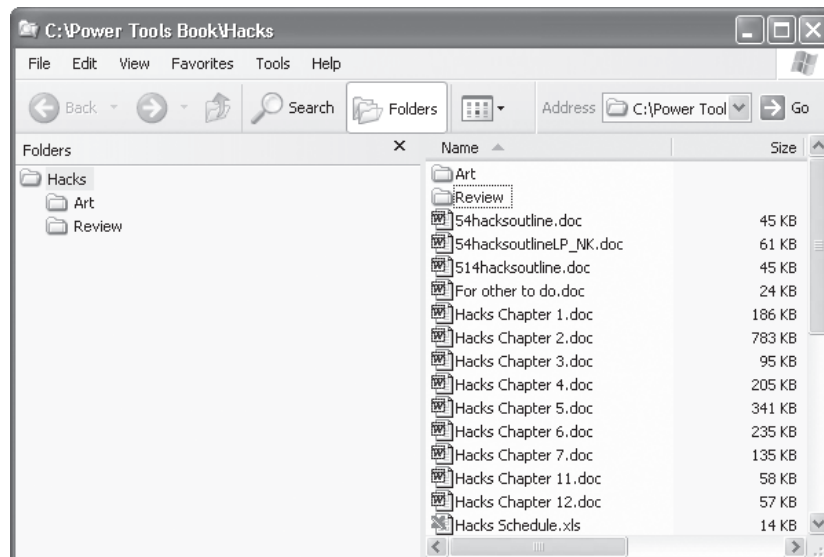 C:\Power Tools Book\Hacks
File Edit View Favorites Tools Help
Back Search Folders Address C:\Power Tool Go
Folders
Hacks
Art
Review
Name Size
Art
Review
54hacksoutline.doc 45 KB
54hacksoutlineLP_NK.doc 61 KB
514hacksoutline.doc 45 KB
For other to do.doc 24 KB
Hacks Chapter 1.doc 186 KB
Hacks Chapter 2.doc 783 KB
Hacks Chapter 3.doc 95 KB
Hacks Chapter 4.doc 205 KB
Hacks Chapter 5.doc 341 KB
Hacks Chapter 6.doc 235 KB
Hacks Chapter 7.doc 135 KB
Hacks Chapter 11.doc 58 KB
Hacks Chapter 12.doc 57 KB
Hacks Schedule.xls 14 KB